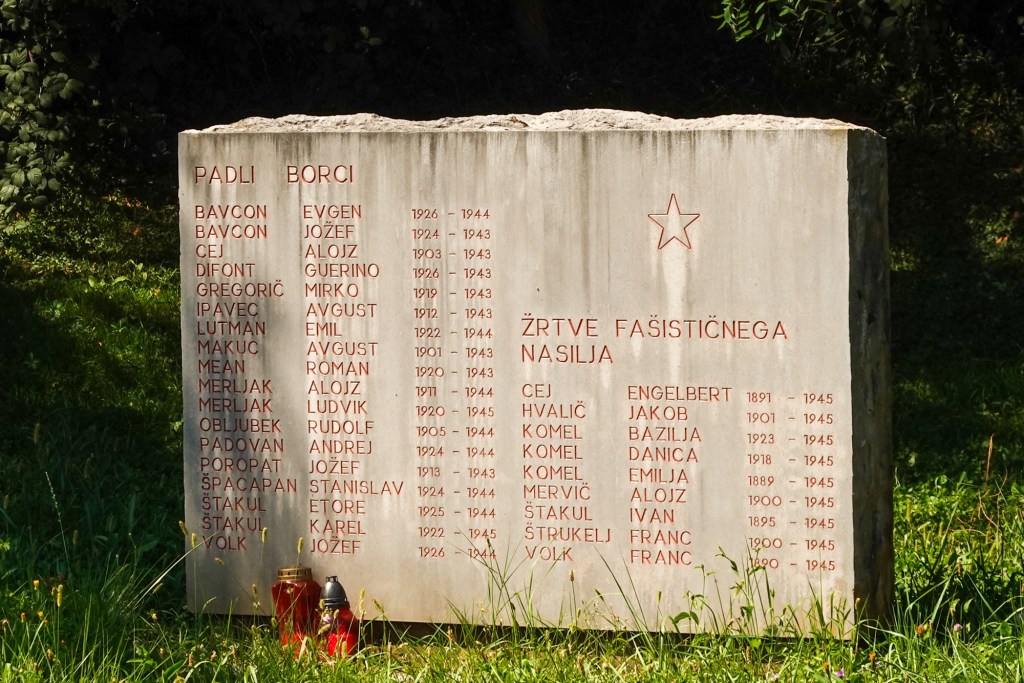 PADLI BORCI
BAVCON EVGEN 1926 - 1944
BAVCON JOŽEF 1924 - 1943
CEJ ALOJZ 1903 - 1943
DIFONT GUERINO 1926 - 1943
GREGORIČ MIRKO 1919 - 1943
IPAVEC AVGUST 1912 - 1943
LUTMAN EMIL 1922 - 1944
MAKUC AVGUST 1901 - 1943
MEAN ROMAN 1920 - 1943
MERLJAK ALOJZ 1911 - 1944
MERLJAK LUDVIK 1920 - 1945
OBLJUBEK RUDOLF 1905 - 1944
PADOVAN ANDREJ 1924 - 1944
POROPAT JOŽEF 1913 - 1943
ŠPACAPAN STANISLAV 1924 - 1944
ŠTAKUL ETORE 1925 - 1944
ŠTAKUL KAREL 1922 - 1945
VOLK JOŽEF 1926 - 1944
ŽRTVE FAŠISTIČNEGA
NASILJA
CEJ ENGELBERT 1891 - 1945
HVALIČ JAKOB 1901 - 1945
KOMEL BAZILJA 1923 - 1945
KOMEL DANICA 1918 - 1945
KOMEL EMILJA 1889 - 1945
MERVIČ ALOJZ 1900 - 1945
ŠTAKUL IVAN 1895 - 1945
ŠTRUKELJ FRANC 1900 - 1945
VOLK FRANC 1890 - 1945